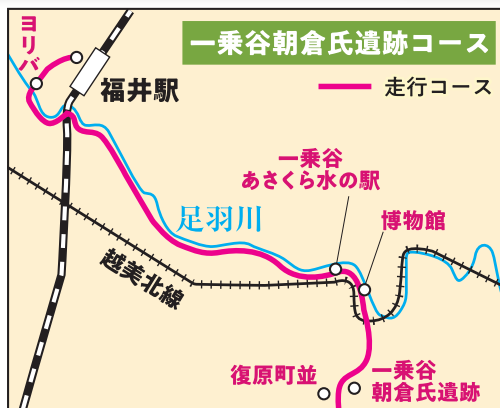 ヨリバ
一乗谷朝倉氏遺跡コース
走行コース
福井駅
一乗谷
あさくら水の駅
足羽川
博物館
越美北線
復原町並
一乗谷
朝倉氏遺跡